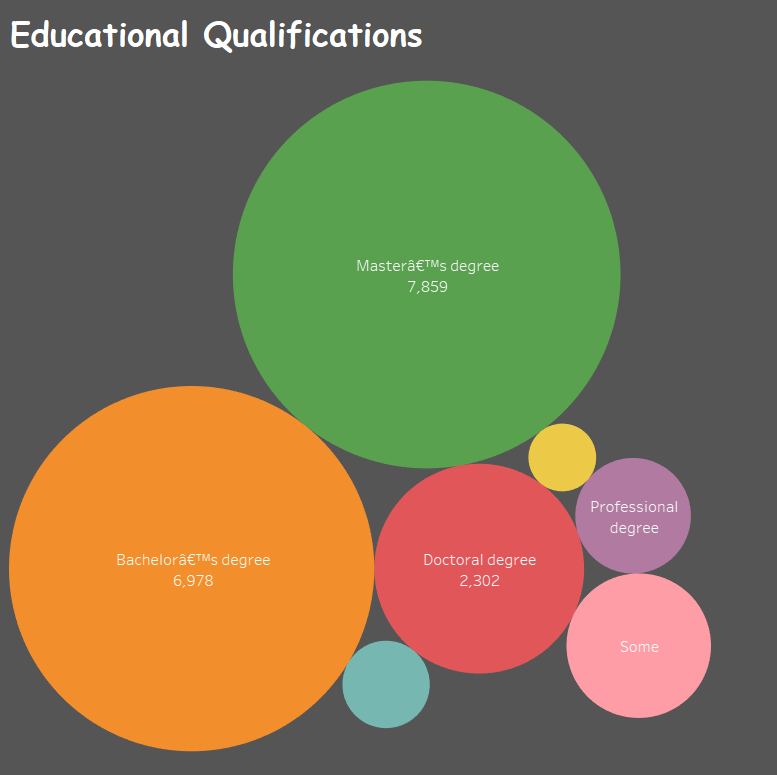 Educational Qualifications
Masterâ€™s degree
7,859
Professional
degree
Bachelorâ€™s degree
6,978
Doctoral degree
2,302
Some